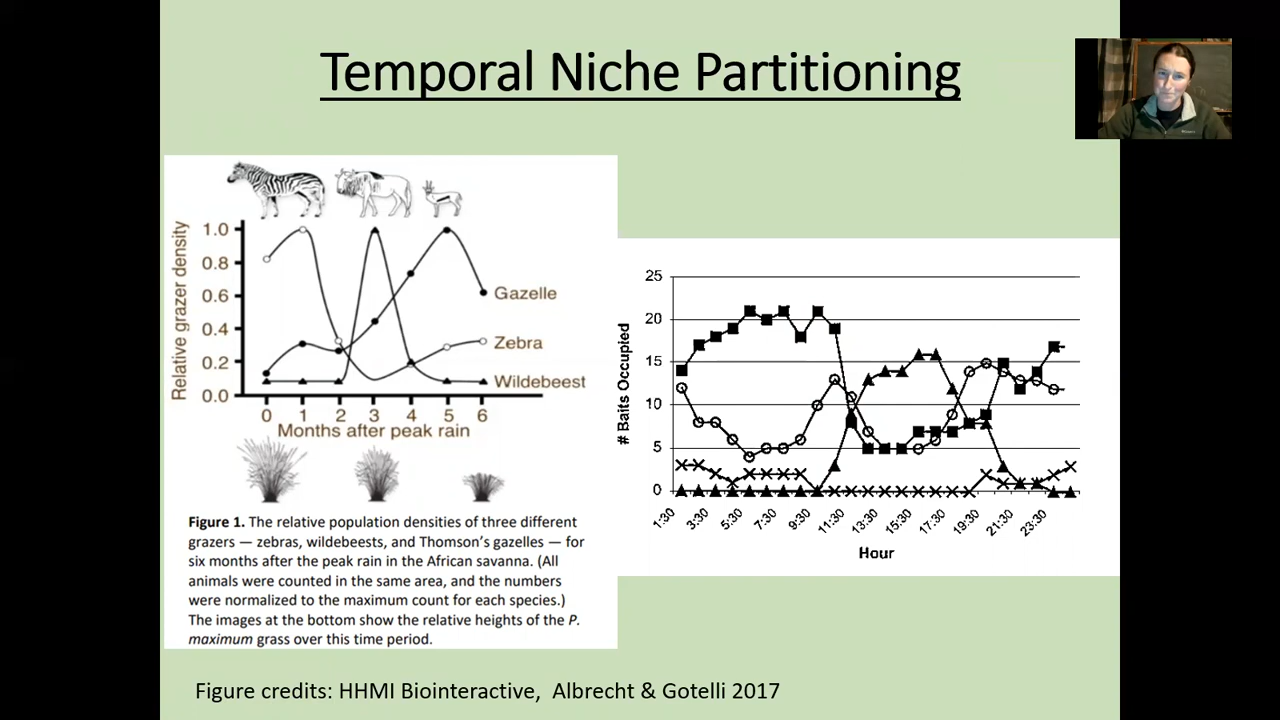 Temporal Niche Partitioning
Relative grazer density
1.0
0.8
0.6
0.4
0.2
0.0
Gazelle
Zebra
Wildebeest
0 1 2 3 4 5 6
Months after peak rain
Figure 1. The relative population densities of three different
grazers — zebras, wildebeests, and Thomson's gazelles — for
six months after the peak rain in the African savanna. (All
animals were counted in the same area, and the numbers
were normalized to the maximum count for each species.)
The images at the bottom show the relative heights of the P.
maximum grass over this time period.
# Baits Occupied
25
20
15
10
5
0
1:30 3:30 5:30 7:30 9:30 11:30 13:30 15:30 17:30 19:30 21:30 23:30
Hour
Figure credits: HHMI Biointeractive, Albrecht & Gotelli 2017